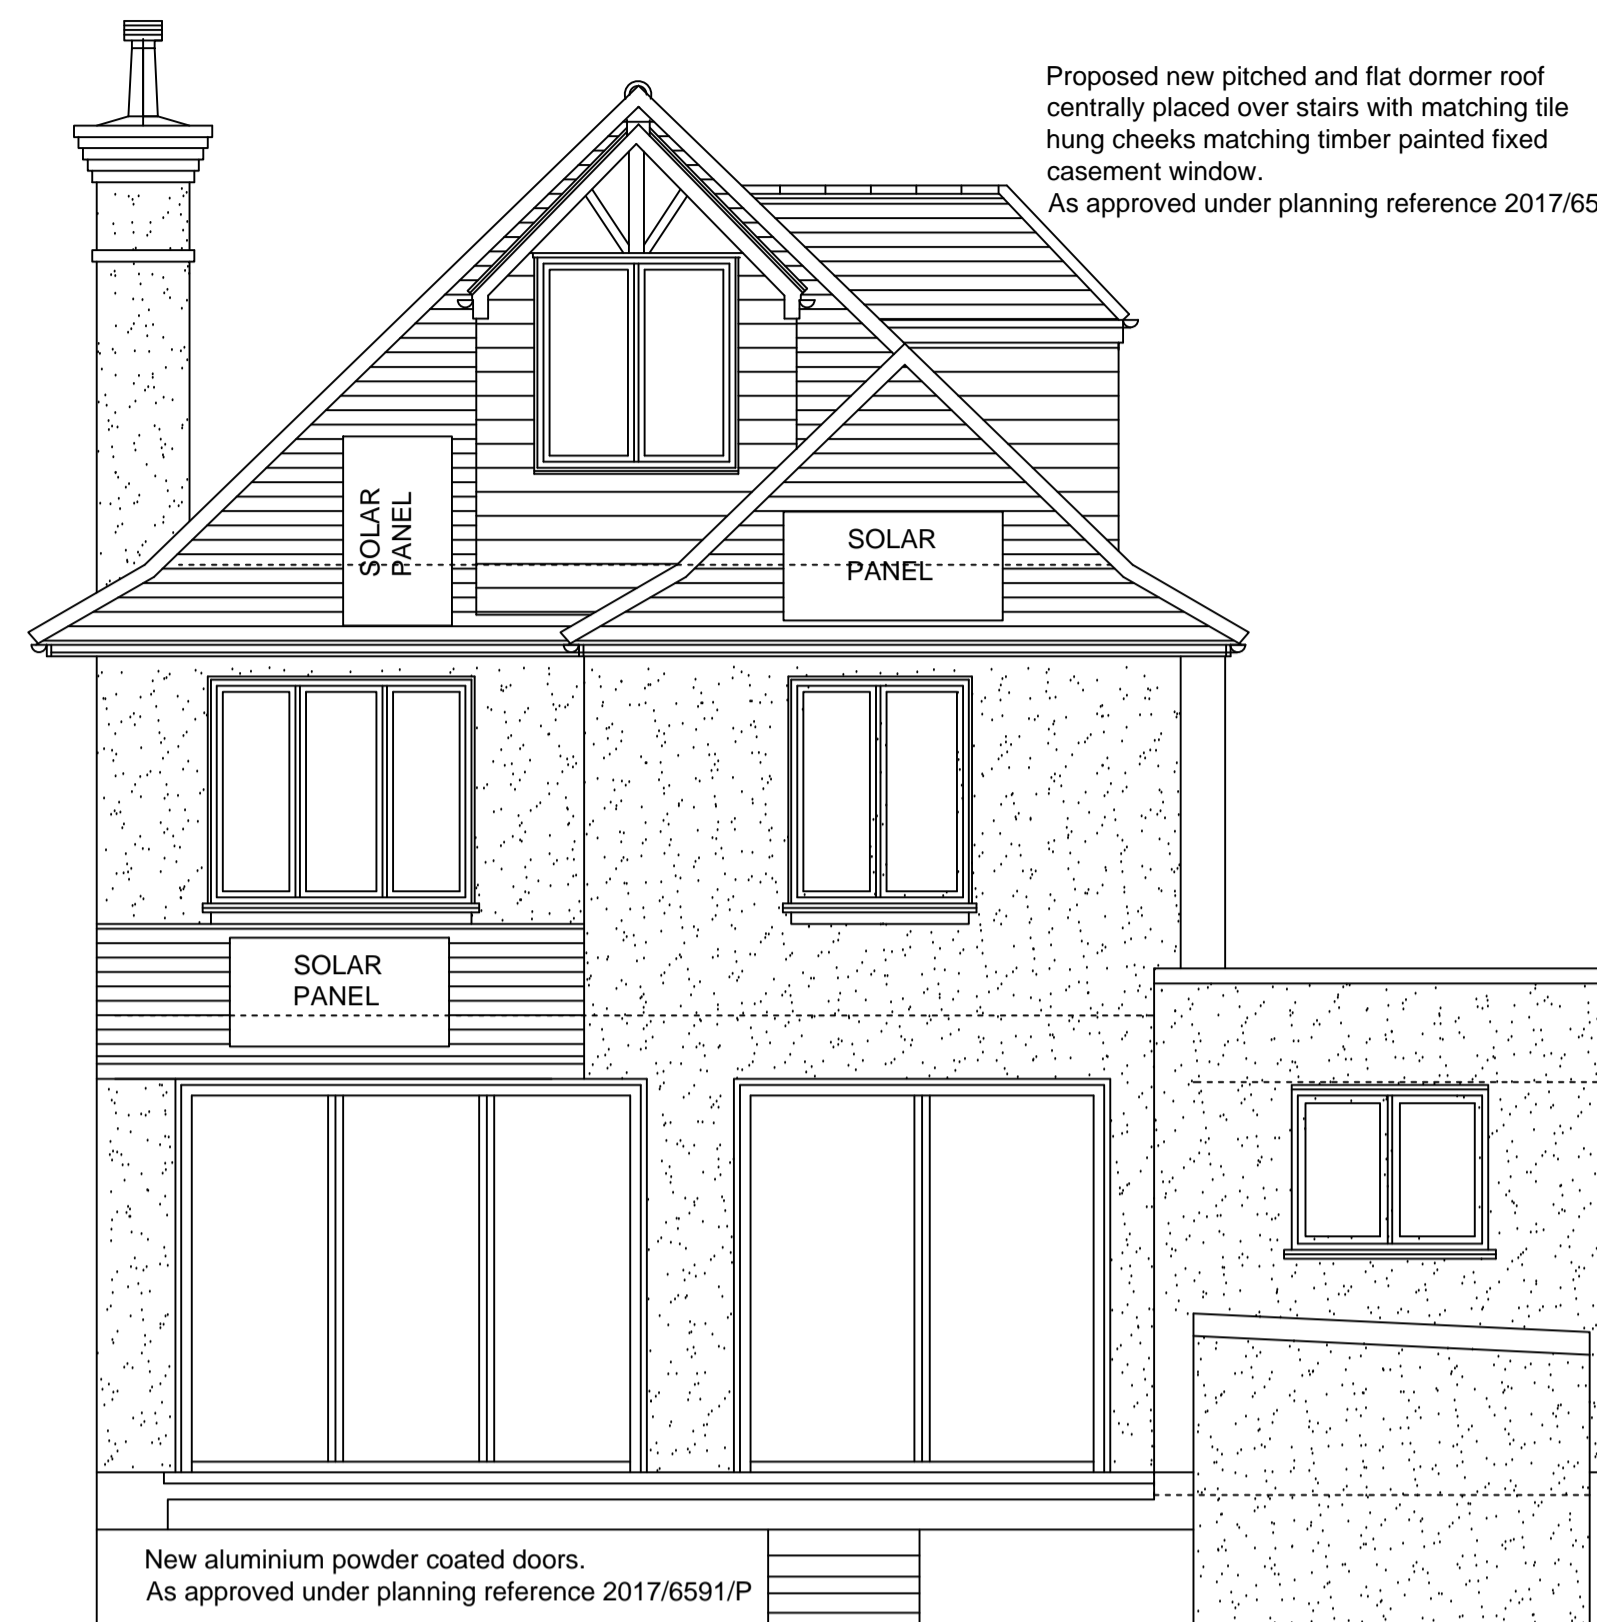 Proposed new pitched and flat dormer roof
centrally placed over stairs with matching tile
hung cheeks matching timber painted fixed
casement window.
As approved under planning reference 2017/65
SOLAR
PANEL
SOLAR
PANEL
SOLAR
PANEL
New aluminium powder coated doors.
As approved under planning reference 2017/6591/P